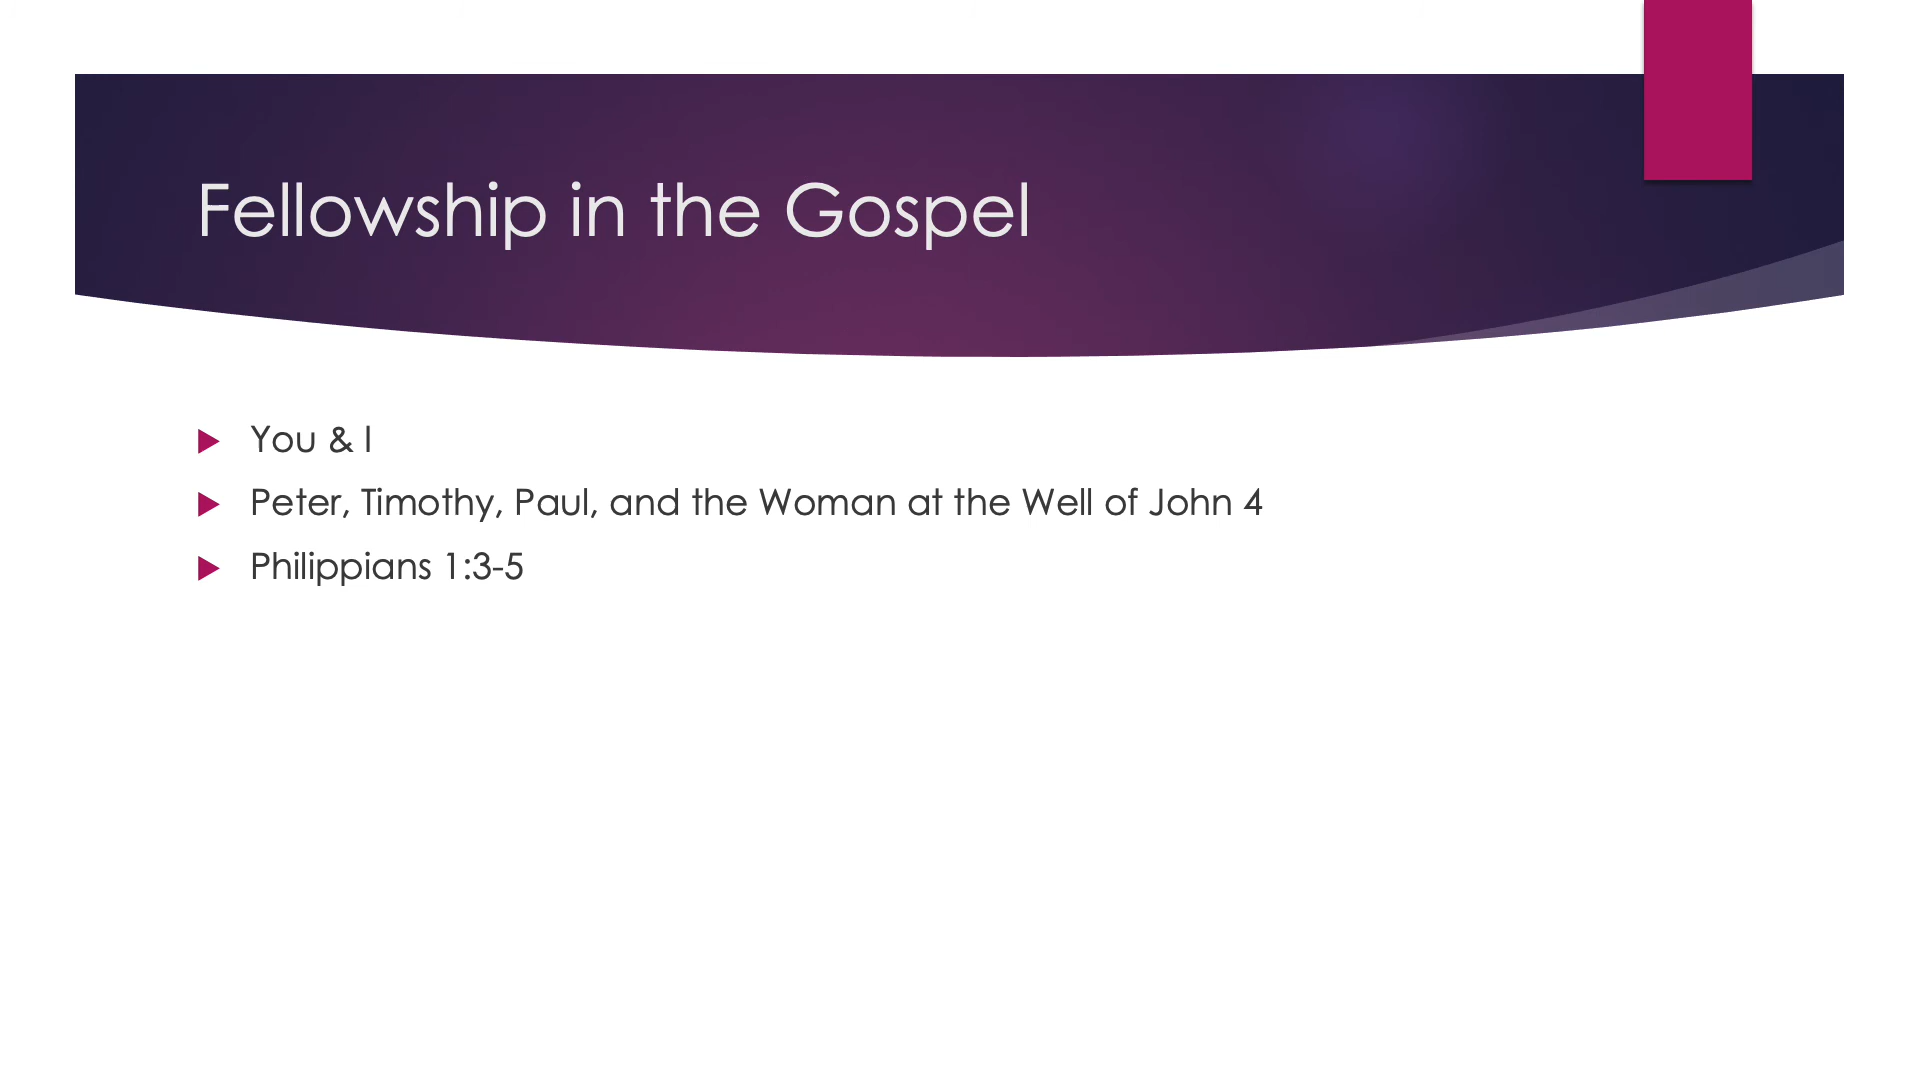 Fellowship in the Gospel
You & I
Peter, Timothy, Paul, and the Woman at the Well of John 4
Philippians 1:3-5